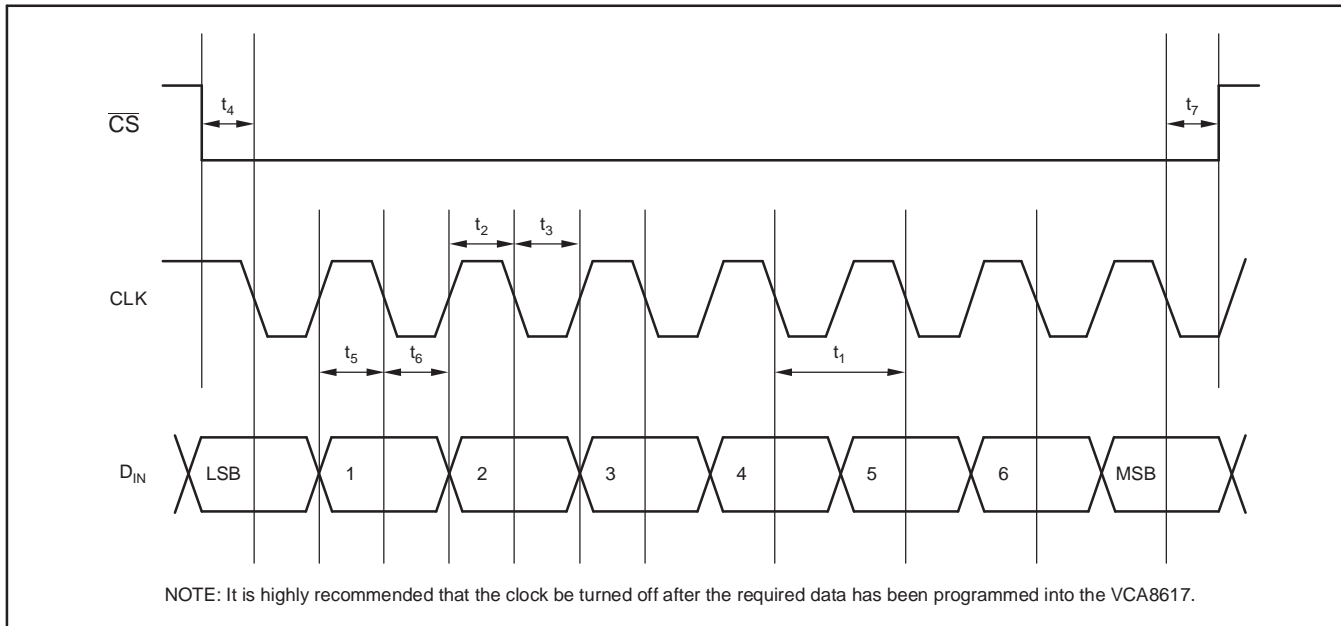 t4
t7
CS
t2
t3
CLK
t5
t6
t1
DIN
LSB
1
2
3
4
5
6
MSB
NOTE: It is highly recommended that the clock be turned off after the required data has been programmed into the VCA8617.